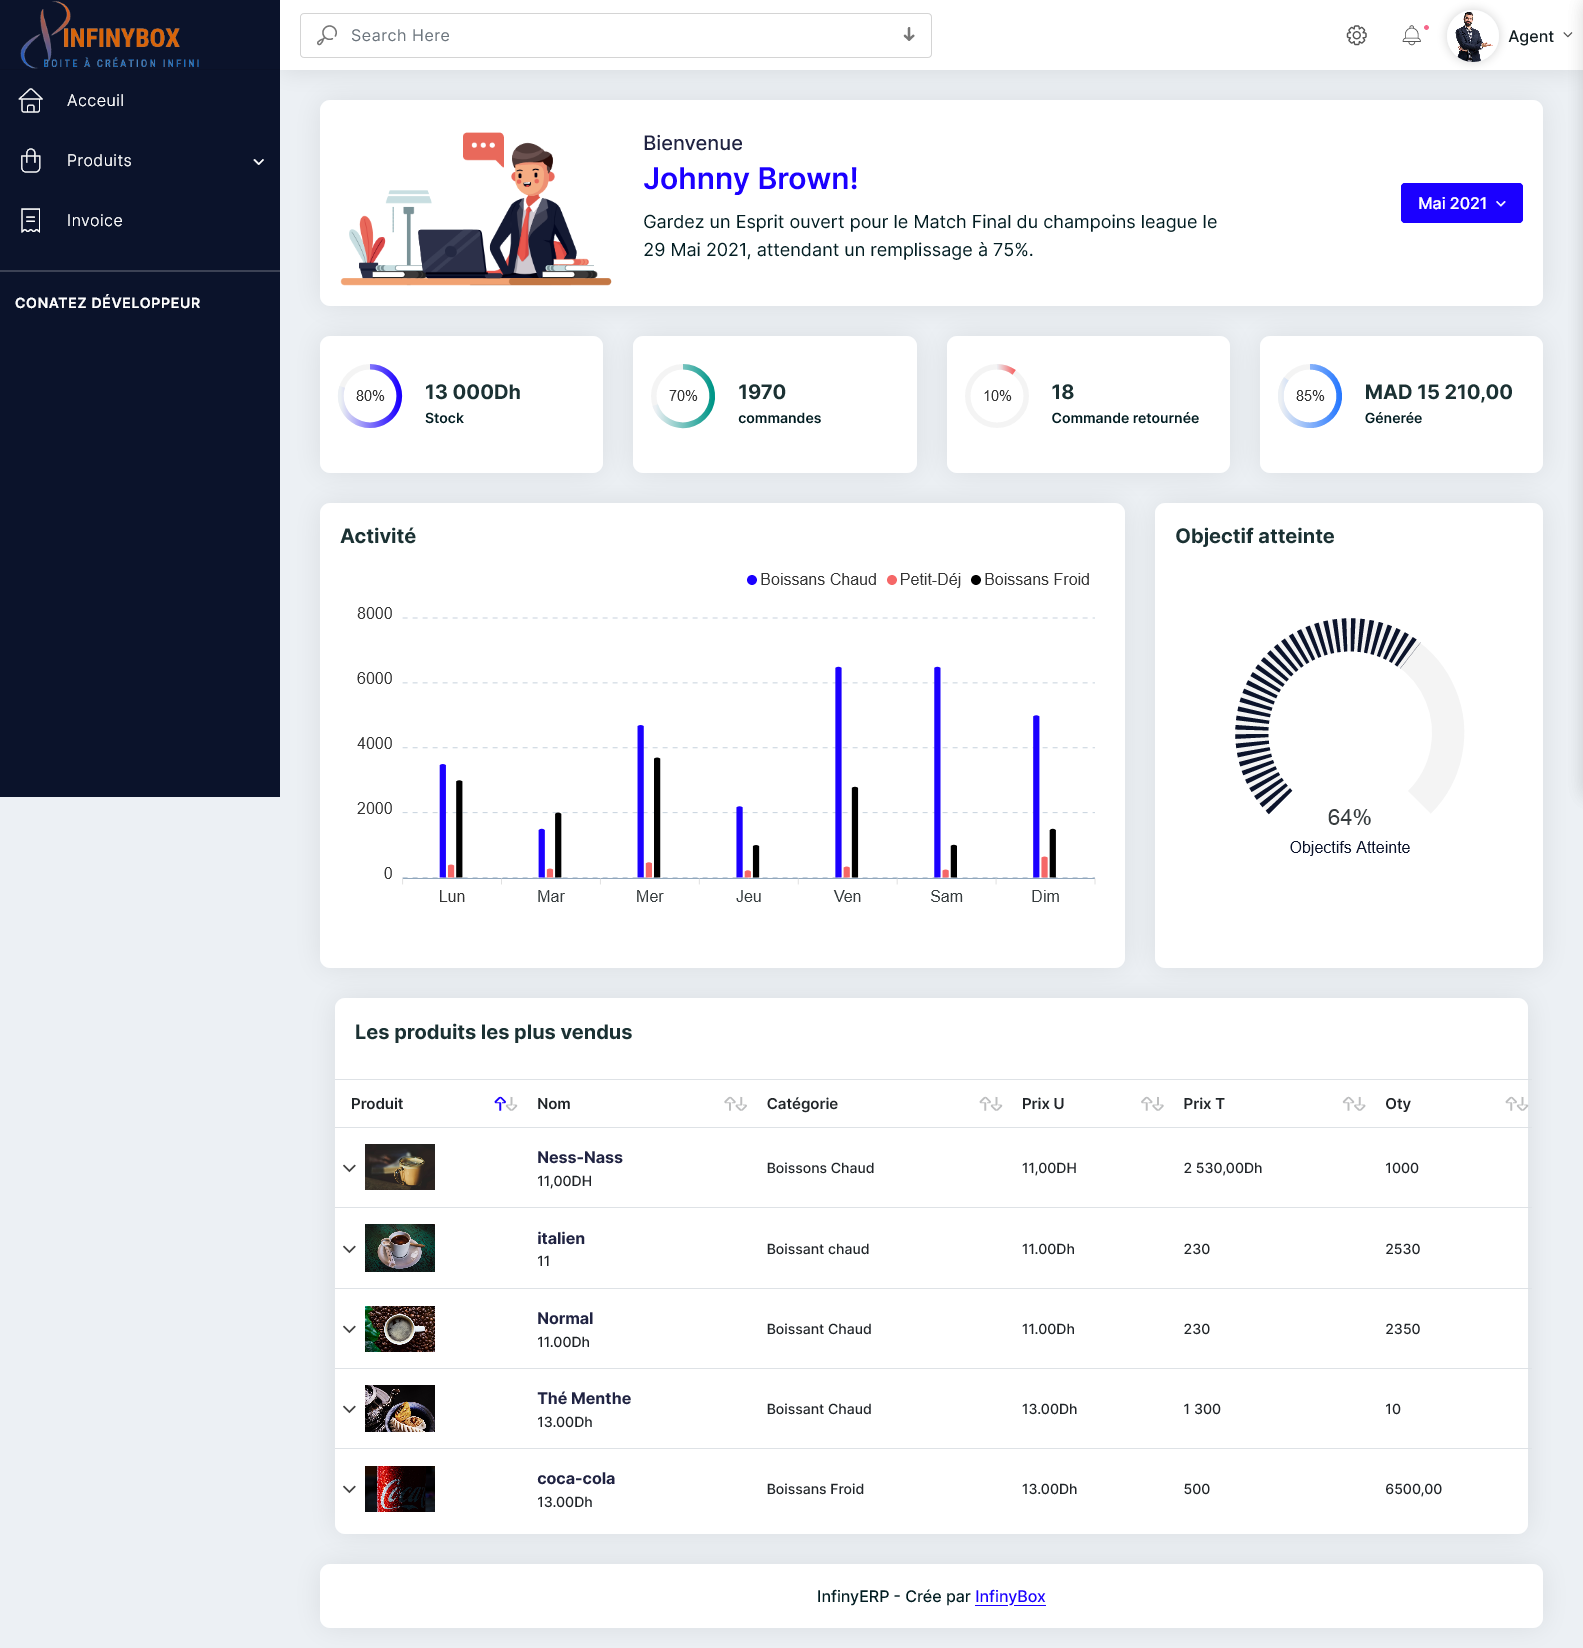 INFINYBOX
BOITE À CRÉATION INFINI
Search Here
Agent
Acceuil
Produits
Invoice
CONATEZ DÉVELOPPEUR
Bienvenue
Johnny Brown!
Gardez un Esprit ouvert pour le Match Final du champoins league le
29 Mai 2021, attendant un remplissage à 75%.
Mai 2021
80%
13 000Dh
Stock
70%
1970
commandes
10%
18
Commande retournée
85%
MAD 15 210,00
Génerée
Activité
Boissans Chaud Petit-Déj Boissans Froid
8000
6000
4000
2000
0
Lun Mar Mer Jeu Ven Sam Dim
Objectif atteinte
64%
Objectifs Atteinte
Les produits les plus vendus
Produit Nom Catégorie Prix U Prix T Qty
Ness-Nass
11,00DH
Boissons Chaud 11,00DH 2 530,00Dh 1000
italien
11
Boissant chaud 11.00Dh 230 2530
Normal
11.00Dh
Boissant Chaud 11.00Dh 230 2350
Thé Menthe
13.00Dh
Boissant Chaud 13.00Dh 1 300 10
coca-cola
13.00Dh
Boissans Froid 13.00Dh 500 6500,00
InfinyERP - Crée par InfinyBox